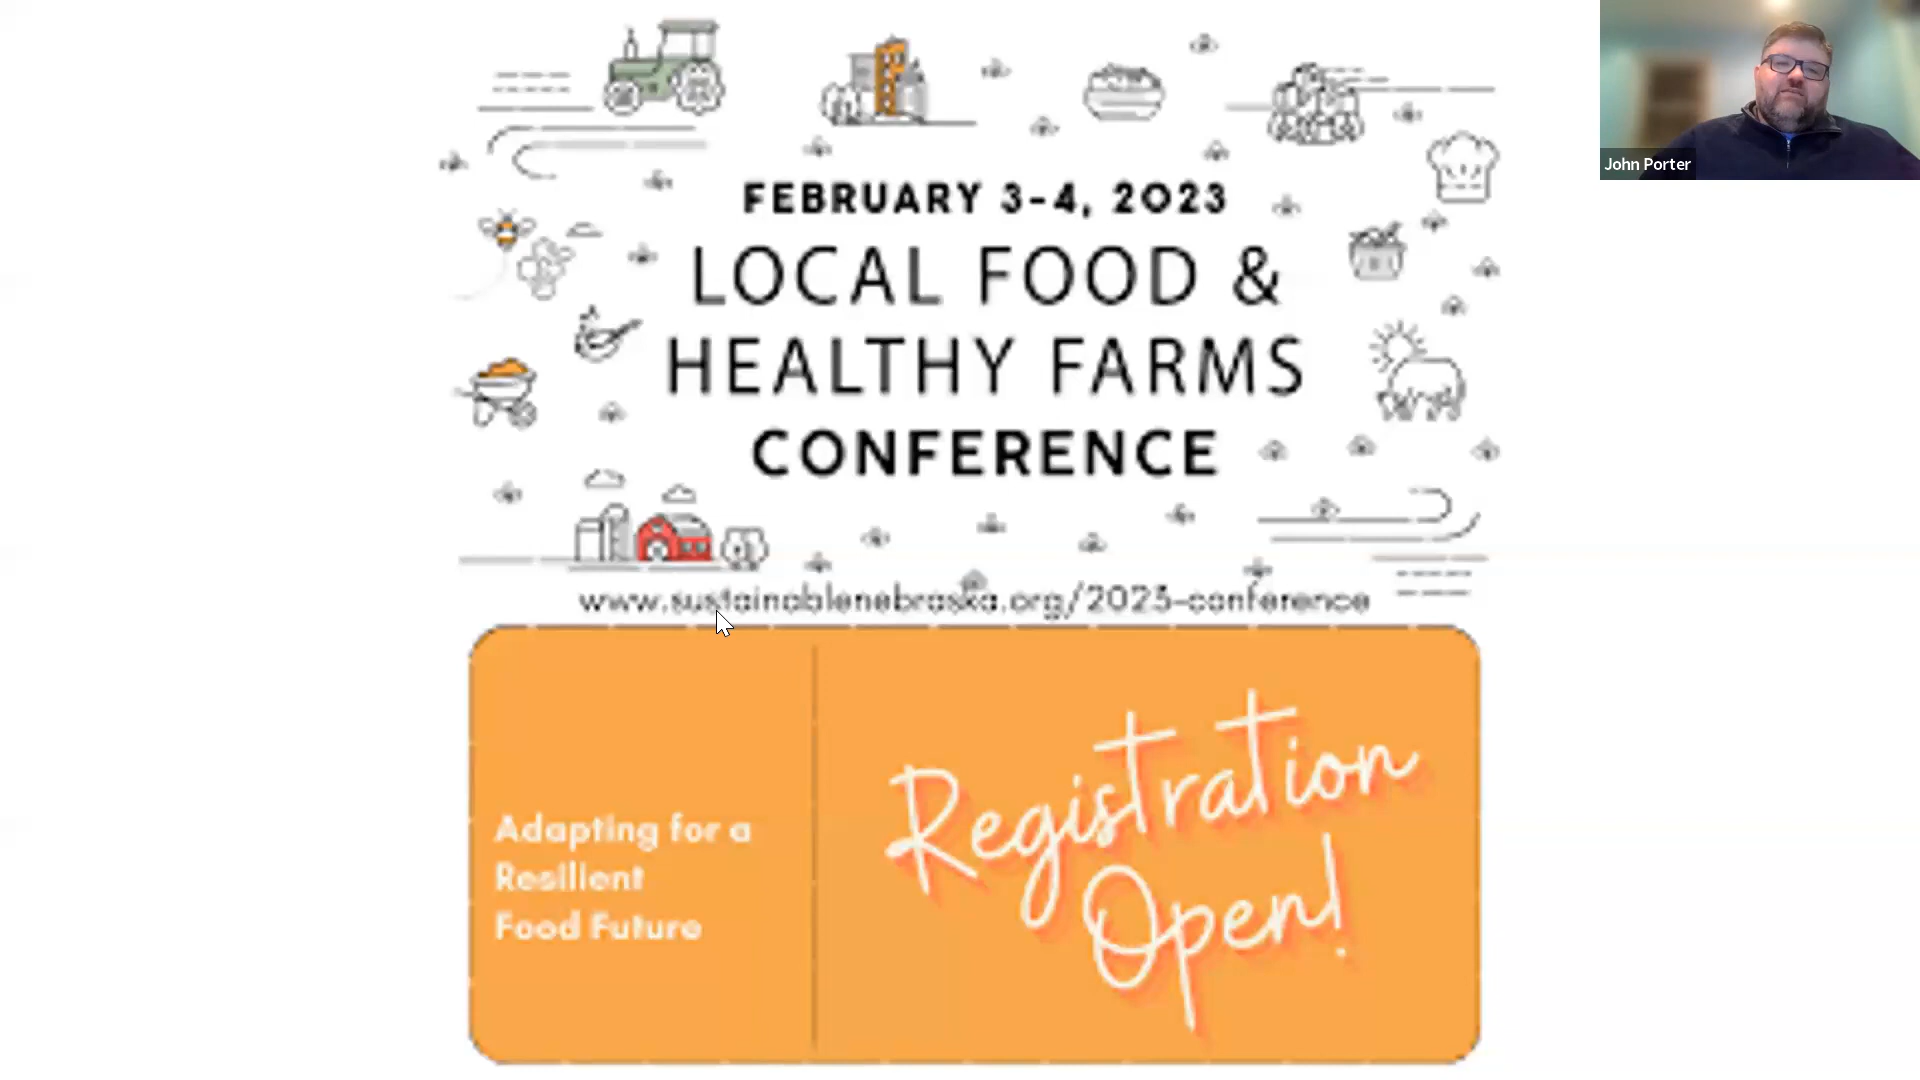 FEBRUARY 3-4, 2023
LOCAL FOOD &
HEALTHY FARMS
CONFERENCE
www.sustainablenebraska.org/2023-conference
Adapting for a
Resilient
Food Future
Registration
Open!
John Porter